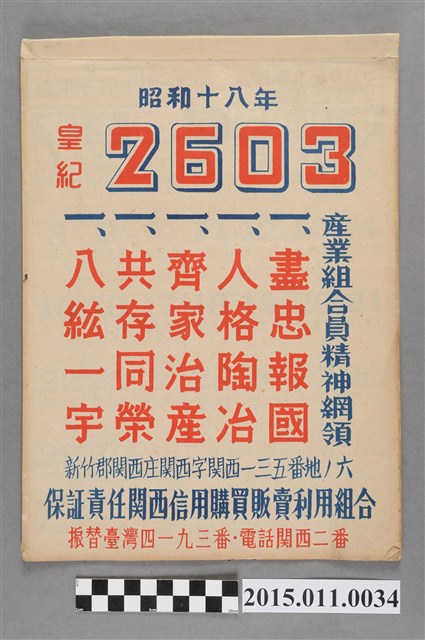 昭和十八年
皇紀
2603
産業組合員精神綱領
一、盡忠報國
一、人格陶冶
一、齊家治産
一、共存同榮
一、八紘一宇
新竹郡関西庄関西字関西一三五番地ノ六
保証責任関西信用購買販賣利用組合
振替臺灣四一九三番・電話関西二番
2015.011.0034